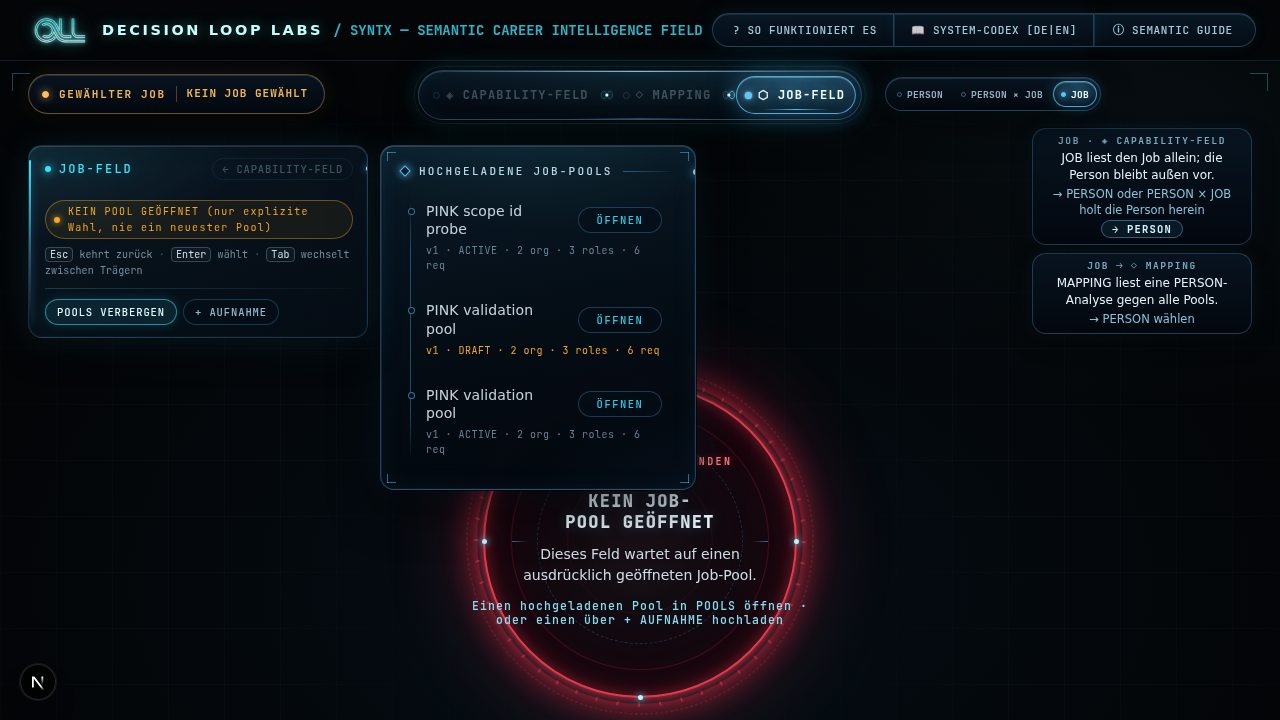 DECISION LOOP LABS / SYNTX — SEMANTIC CAREER INTELLIGENCE FIELD
? SO FUNKTIONIERT ES
📖 SYSTEM-CODEX [DE|EN]
ⓘ SEMANTIC GUIDE
GEWÄHLTER JOB | KEIN JOB GEWÄHLT
◈ CAPABILITY-FELD
◇ MAPPING
⬡ JOB-FELD
PERSON
PERSON × JOB
JOB
JOB-FELD
← CAPABILITY-FELD
KEIN POOL GEÖFFNET (nur explizite
Wahl, nie ein neuester Pool)
Esc kehrt zurück · Enter wählt · Tab wechselt
zwischen Trägern
POOLS VERBERGEN
+ AUFNAHME
HOCHGELADENE JOB-POOLS
PINK scope id
probe
ÖFFNEN
v1 · ACTIVE · 2 org · 3 roles · 6
req
PINK validation
pool
ÖFFNEN
v1 · DRAFT · 2 org · 3 roles · 6 req
PINK validation
pool
ÖFFNEN
v1 · ACTIVE · 2 org · 3 roles · 6
req
JOB · ◈ CAPABILITY-FELD
JOB liest den Job allein; die
Person bleibt außen vor.
→ PERSON oder PERSON × JOB
holt die Person herein
→ PERSON
JOB → ◇ MAPPING
MAPPING liest eine PERSON-
Analyse gegen alle Pools.
→ PERSON wählen
NDEN
KEIN JOB-
POOL GEÖFFNET
Dieses Feld wartet auf einen
ausdrücklich geöffneten Job-Pool.
Einen hochgeladenen Pool in POOLS öffnen ·
oder einen über + AUFNAHME hochladen
N